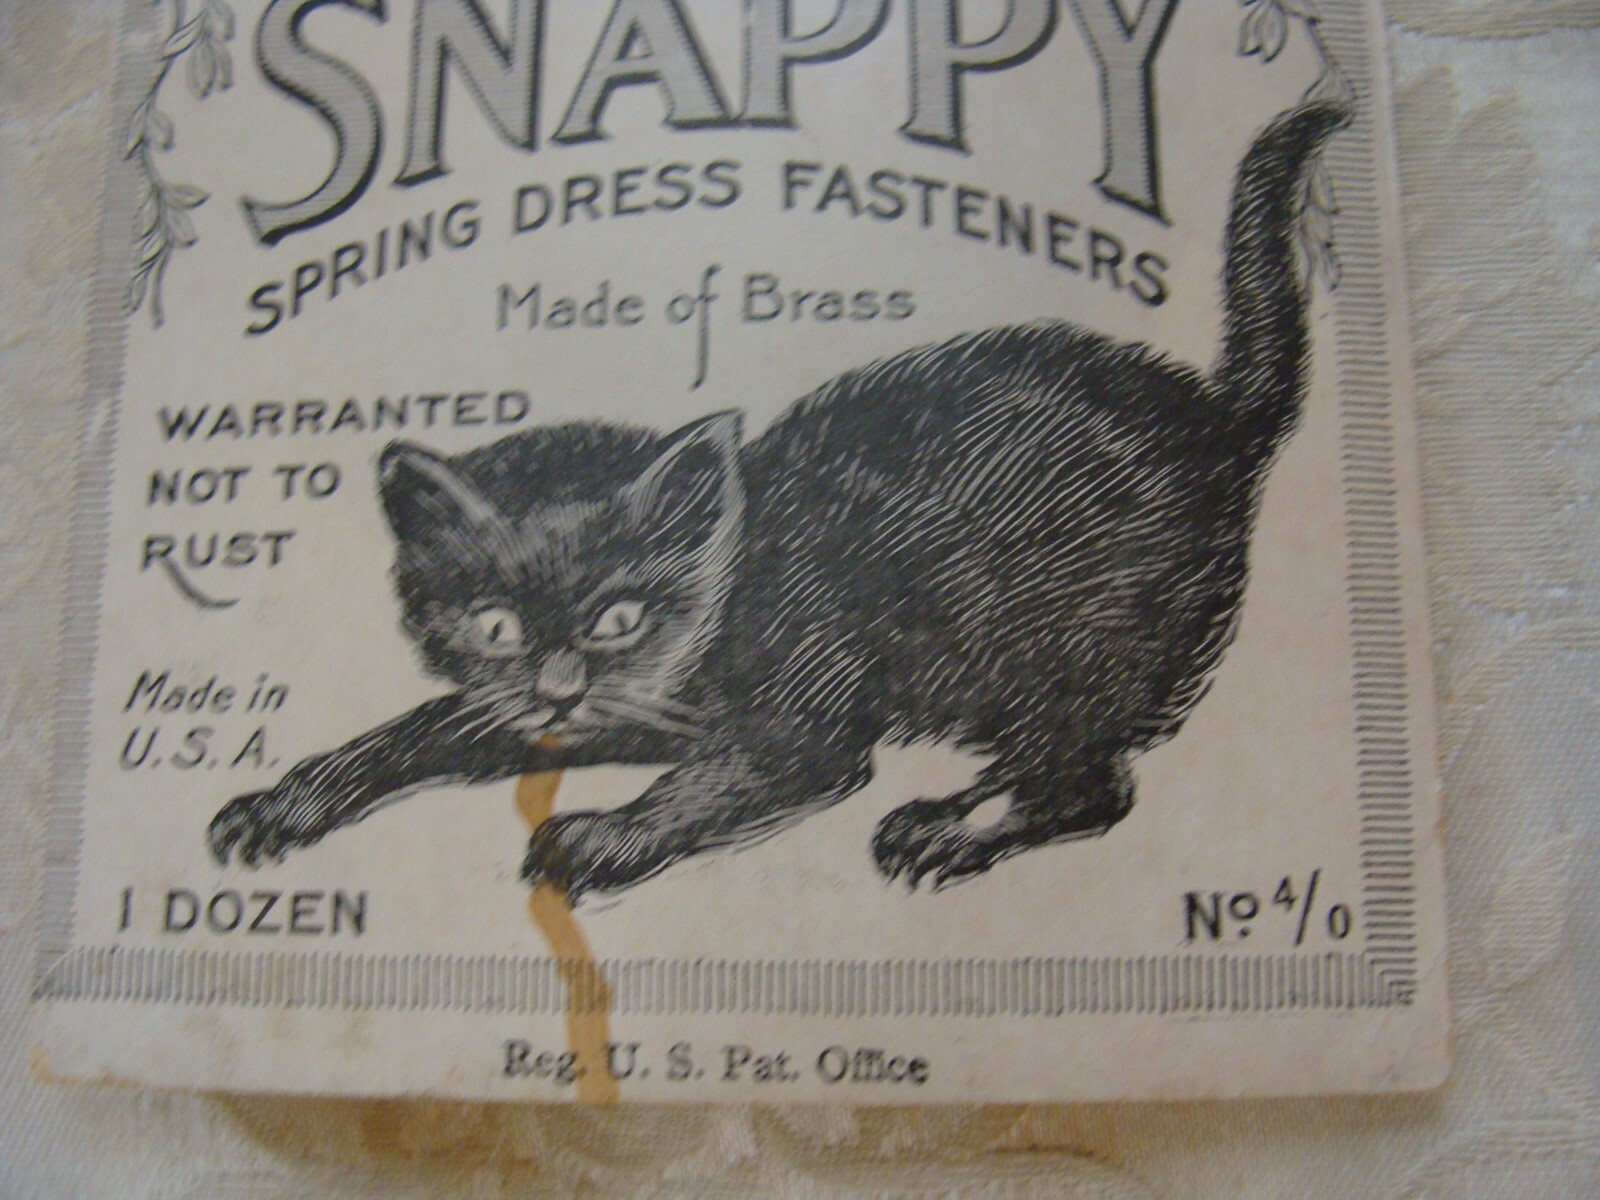 SNAPPY
SPRING DRESS FASTENERS
Made of Brass
WARRANTED
NOT TO
RUST
Made in
U.S.A.
1 DOZEN
No. 4/0
Reg. U. S. Pat. Office